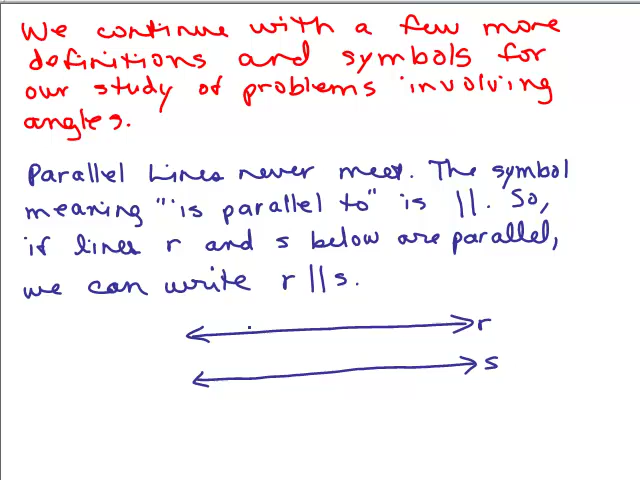 We continue with a few more
definitions and symbols for
our study of problems involving
angles.
Parallel Lines never meet. The symbol
meaning "is parallel to" is ||. So,
if lines r and s below are parallel,
we can write r || s.
r
s